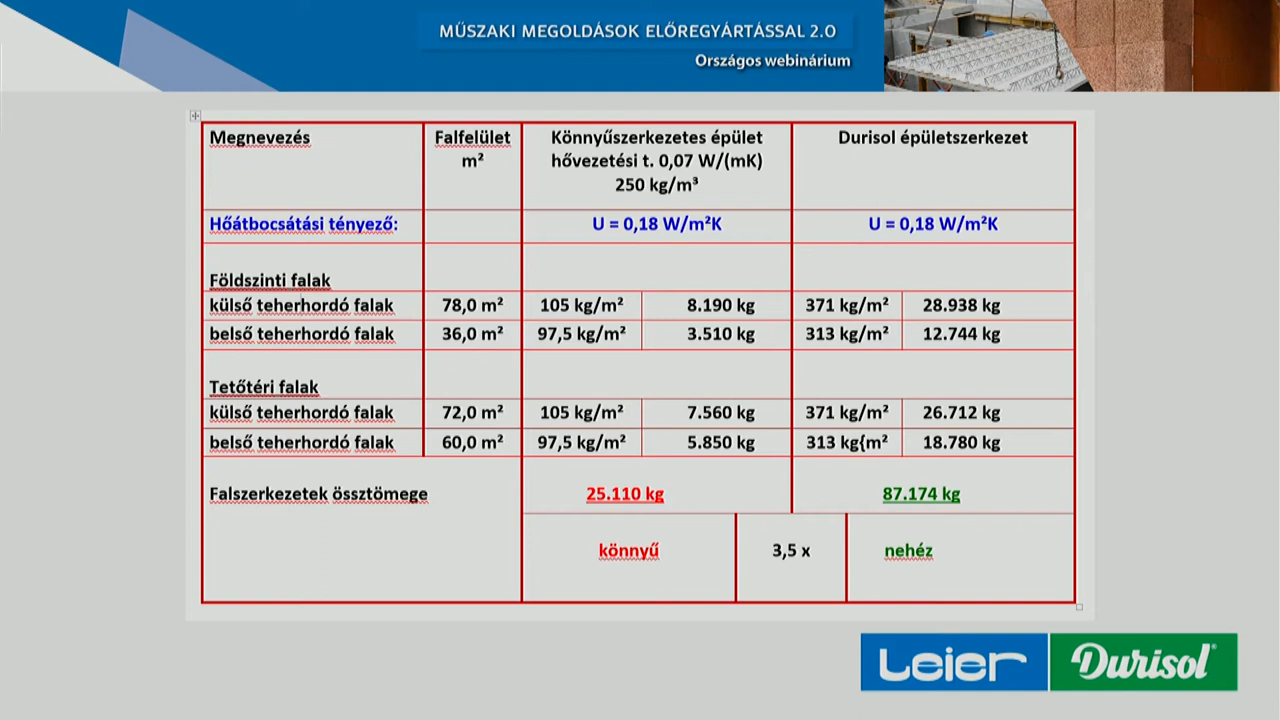 MŰSZAKI MEGOLDÁSOK ELŐREGYÁRTÁSSAL 2.0
Országos webinárium
Megnevezés
Falfelület
m²
Könnyűszerkezetes épület
hővezetési t. 0,07 W/(mK)
250 kg/m³
Durisol épületszerkezet
Hőátbocsátási tényező:
U = 0,18 W/m²K
U = 0,18 W/m²K
Földszinti falak
külső teherhordó falak 78,0 m² 105 kg/m² 8.190 kg 371 kg/m² 28.938 kg
belső teherhordó falak 36,0 m² 97,5 kg/m² 3.510 kg 313 kg/m² 12.744 kg
Tetőtéri falak
külső teherhordó falak 72,0 m² 105 kg/m² 7.560 kg 371 kg/m² 26.712 kg
belső teherhordó falak 60,0 m² 97,5 kg/m² 5.850 kg 313 kg{m² 18.780 kg
Falszerkezetek össztömege 25.110 kg 87.174 kg
könnyű 3,5 x nehéz
Leier Durisol®